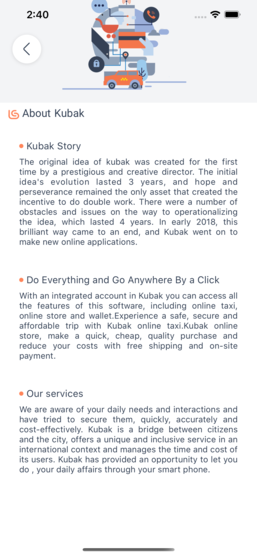 2:40
About Kubak
Kubak Story
The original idea of kubak was created for the first
time by a prestigious and creative director. The initial
idea's evolution lasted 3 years, and hope and
perseverance remained the only asset that created the
incentive to do double work. There were a number of
obstacles and issues on the way to operationalizing
the idea, which lasted 4 years. In early 2018, this
brilliant way came to an end, and Kubak went on to
make new online applications.
Do Everything and Go Anywhere By a Click
With an integrated account in Kubak you can access all
the features of this software, including online taxi,
online store and wallet.Experience a safe, secure and
affordable trip with Kubak online taxi.Kubak online
store, make a quick, cheap, quality purchase and
reduce your costs with free shipping and on-site
payment.
Our services
We are aware of your daily needs and interactions and
have tried to secure them, quickly, accurately and
cost-effectively. Kubak is a bridge between citizens
and the city, offers a unique and inclusive service in an
international context and manages the time and cost of
its users. Kubak has provided an opportunity to let you
do , your daily affairs through your smart phone.